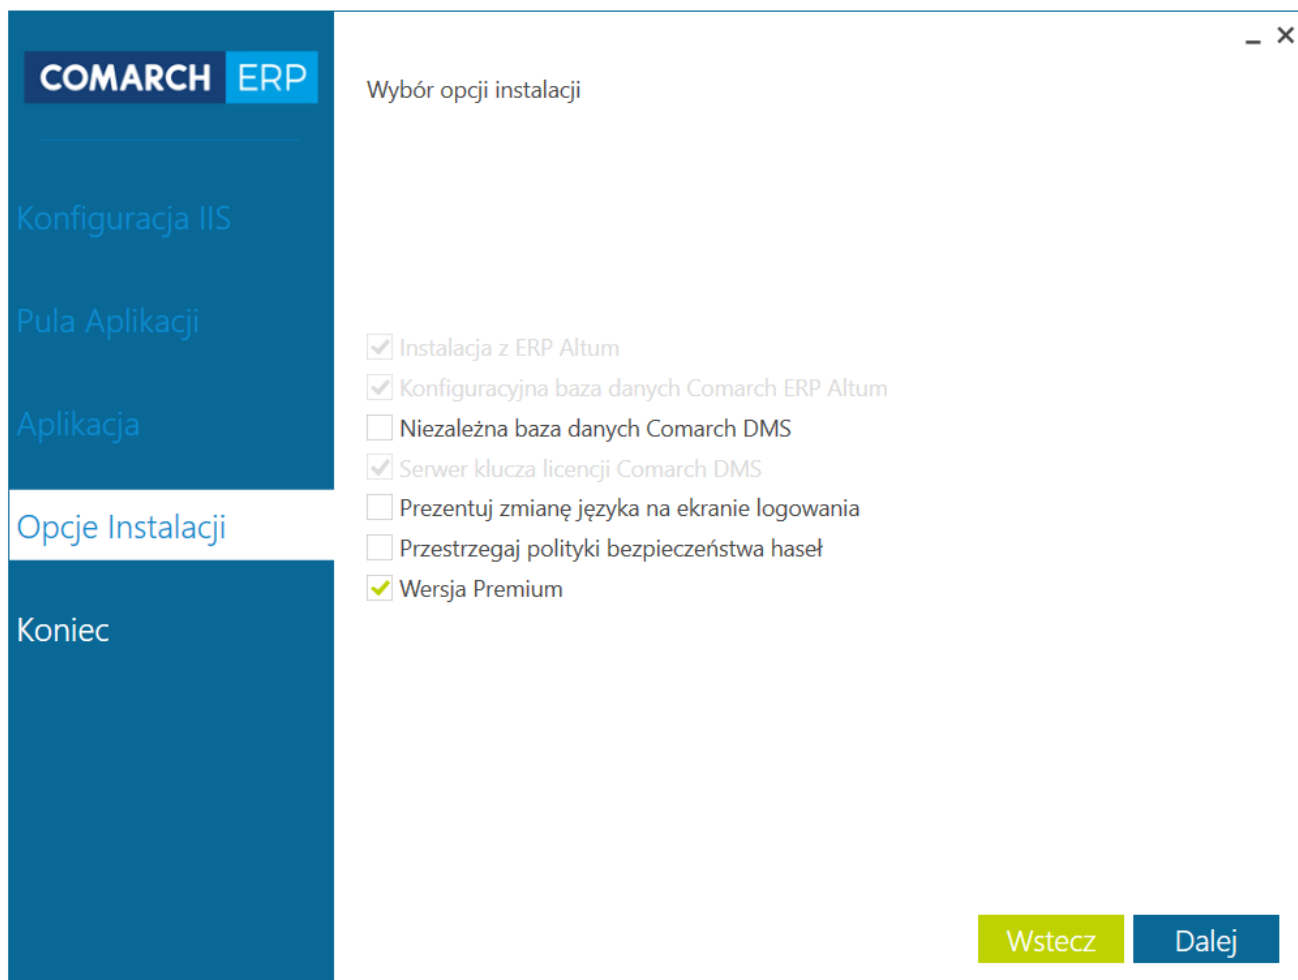 COMARCH ERP
Wybór opcji instalacji
Konfiguracja IIS
Pula Aplikacji
Aplikacja
Opcje Instalacji
Koniec
Instalacja z ERP Altum
Konfiguracyjna baza danych Comarch ERP Altum
Niezależna baza danych Comarch DMS
Serwer klucza licencji Comarch DMS
Prezentuj zmianę języka na ekranie logowania
Przestrzegaj polityki bezpieczeństwa haseł
Wersja Premium
Wstecz
Dalej